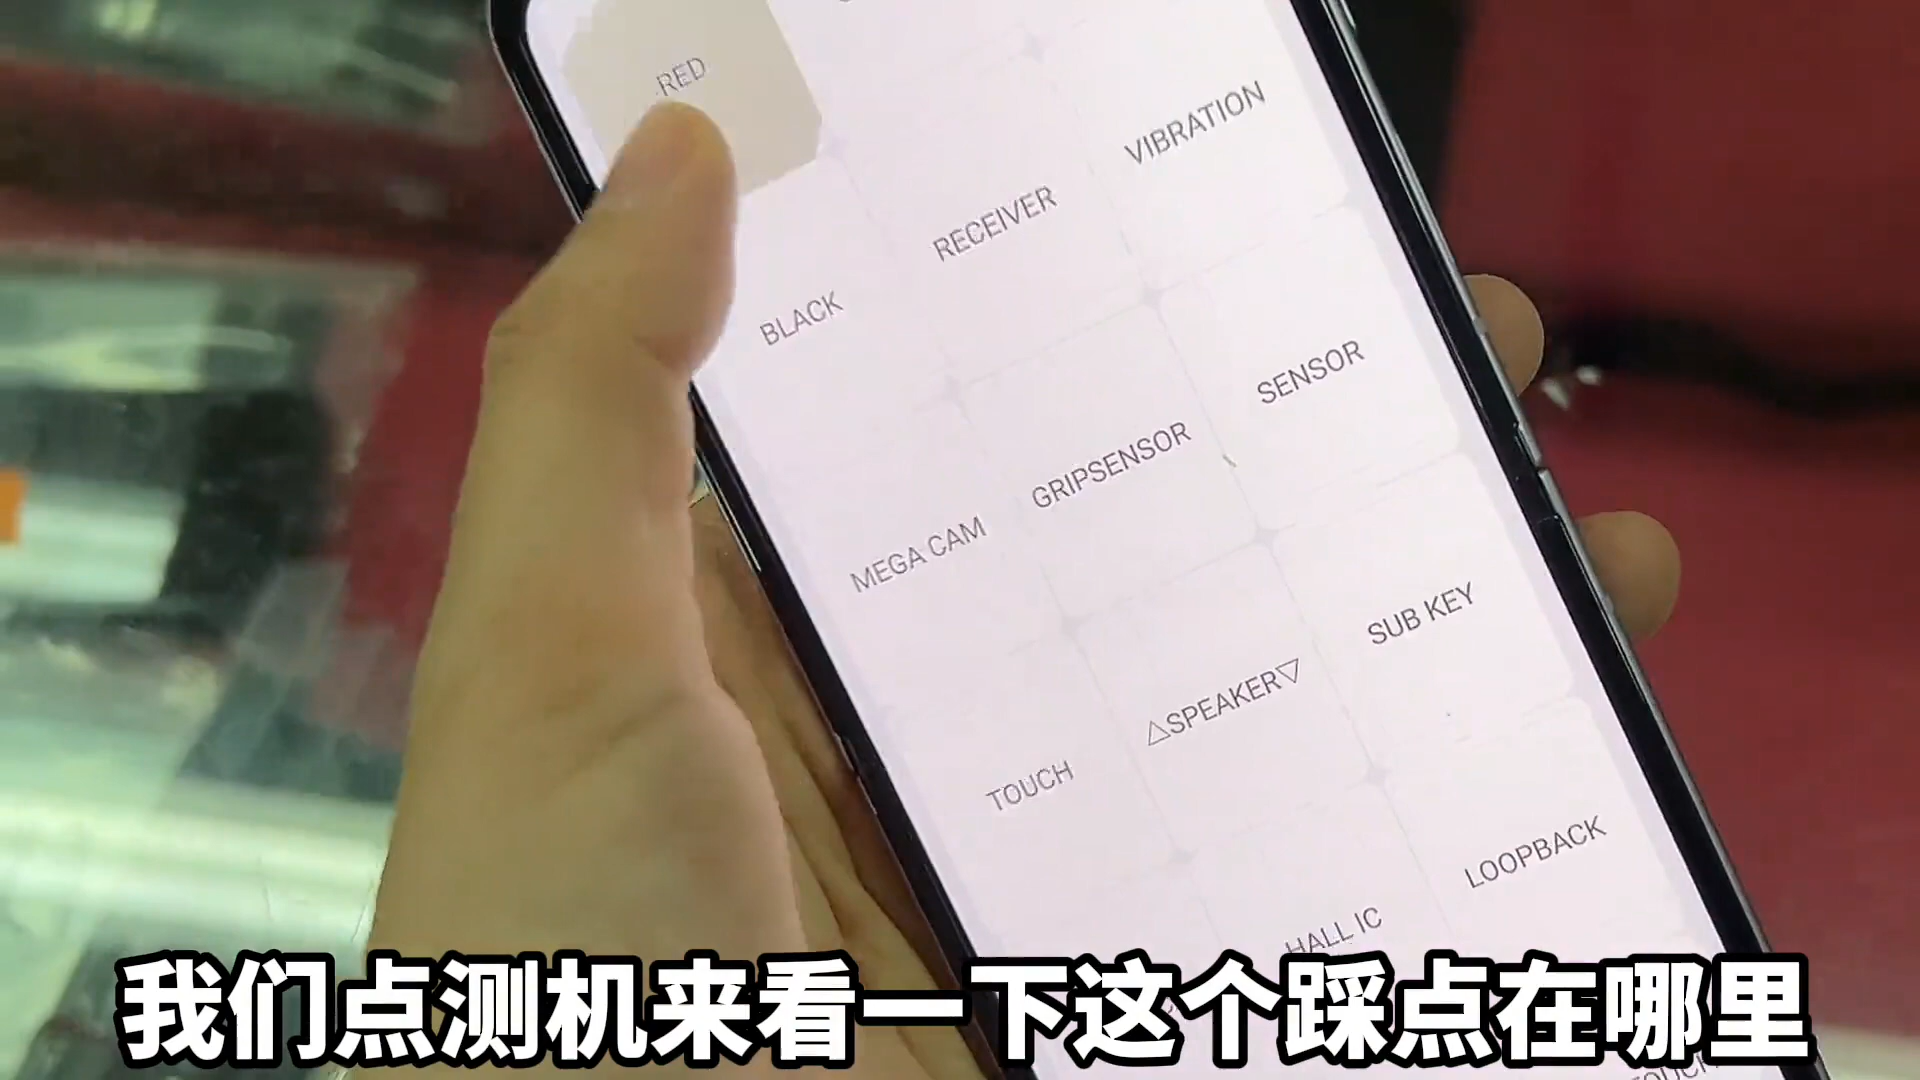 RED
VIBRATION
RECEIVER
BLACK
SENSOR
GRIPSENSOR
MEGA CAM
SUB KEY
△SPEAKER▽
TOUCH
LOOPBACK
HALL IC
我们点测机来看一下这个踩点在哪里